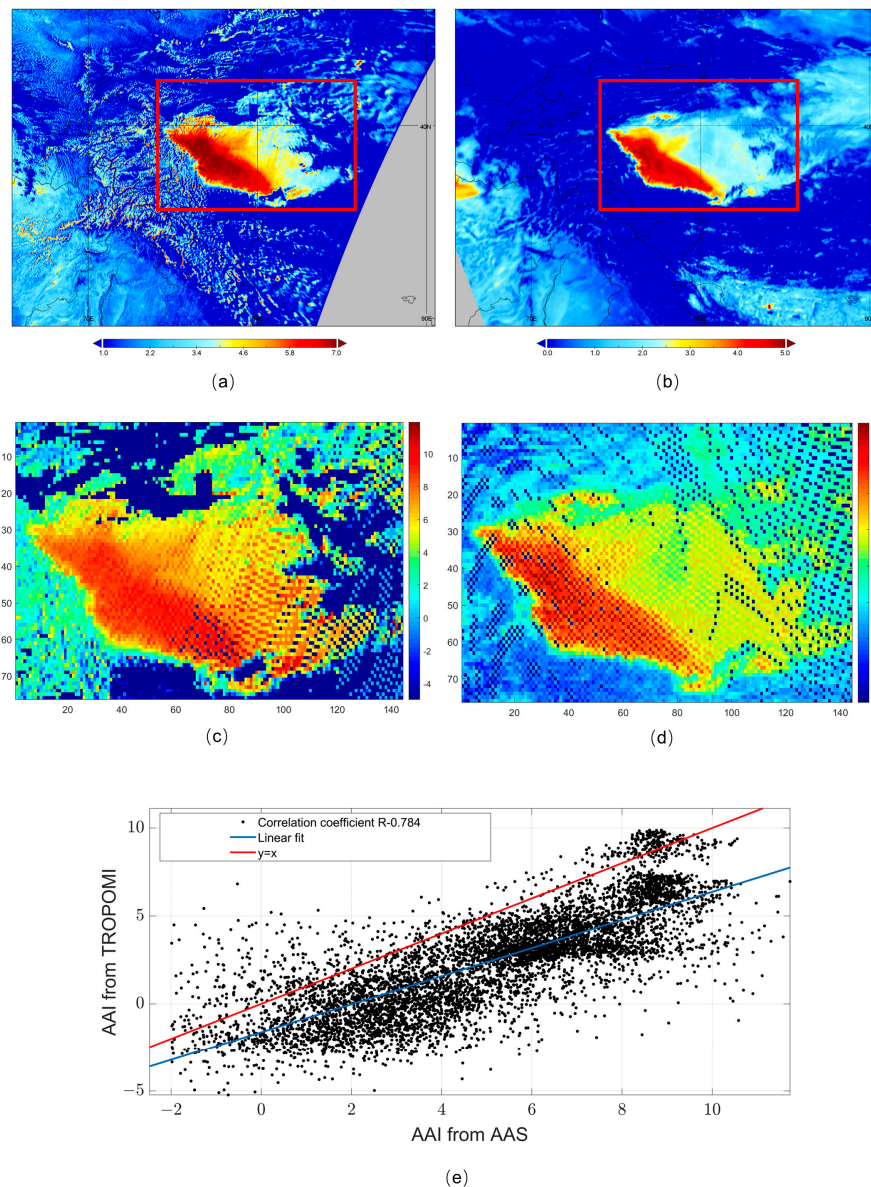 40N
70E
90E
1.0 2.2 3.4 4.6 5.8 7.0
(a)
40N
90E
0.0 1.0 2.0 3.0 4.0 5.0
(b)
10
20
30
40
50
60
70
20 40 60 80 100 120 140
10
8
6
4
2
0
-2
-4
(c)
10
20
30
40
50
60
70
20 40 60 80 100 120 140
(d)
Correlation coefficient R-0.784
Linear fit
y=x
10
5
0
−5
AAI from TROPOMI
−2 0 2 4 6 8 10
AAI from AAS
(e)